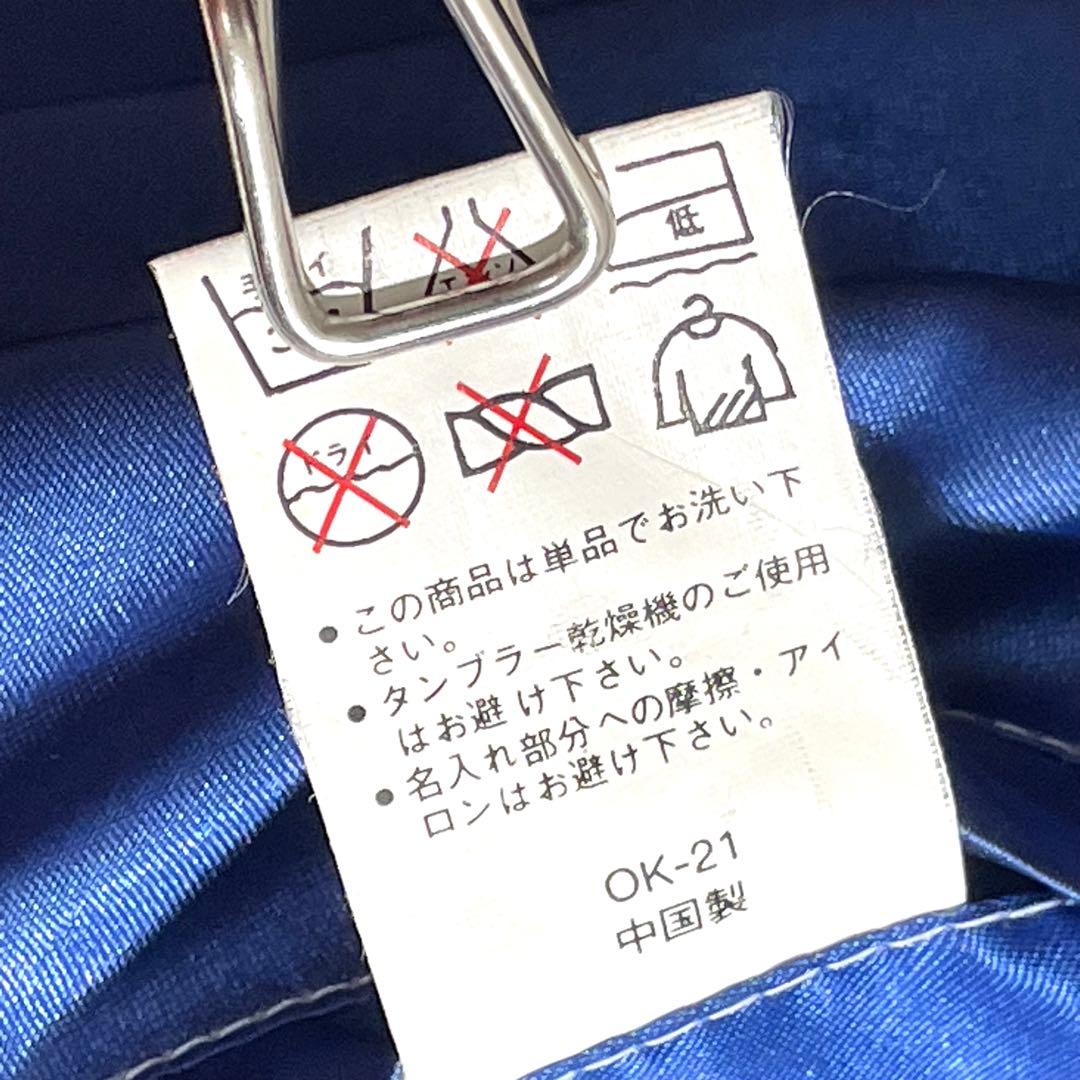 低
ドライ
この商品は単品でお洗い下
さい。
タンブラー乾燥機のご使用
はお避け下さい。
名入れ部分への摩擦・アイ
ロンはお避け下さい。
OK-21
中国製